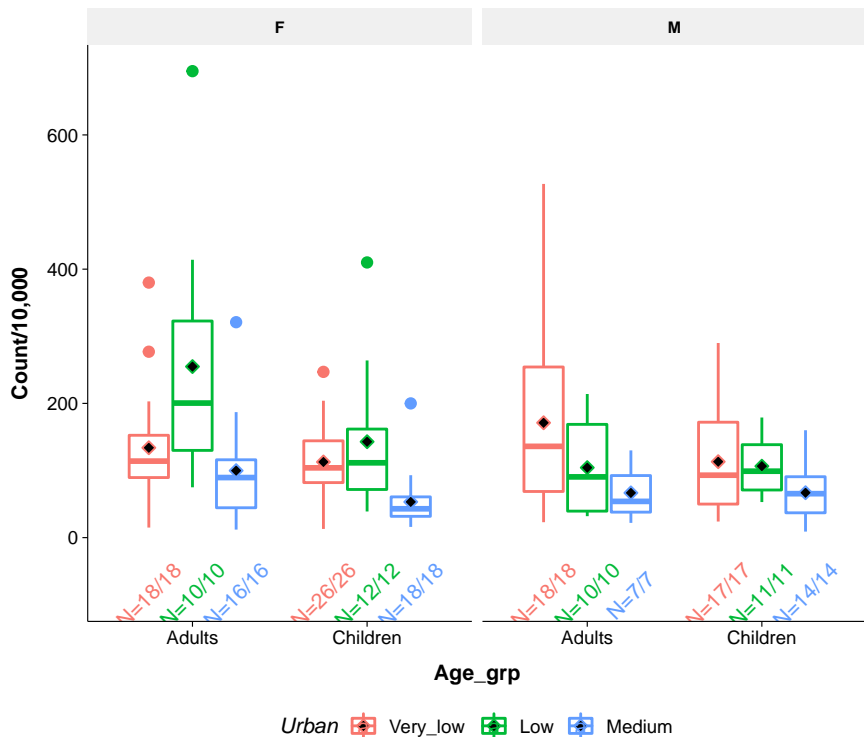 F
M
Count/10,000
600
400
200
0
N=18/18
N=10/10
N=16/16
N=26/26
N=12/12
N=18/18
N=18/18
N=10/10
N=7/7
N=17/17
N=11/11
N=14/14
Adults
Children
Adults
Children
Age_grp
Urban Very_low Low Medium